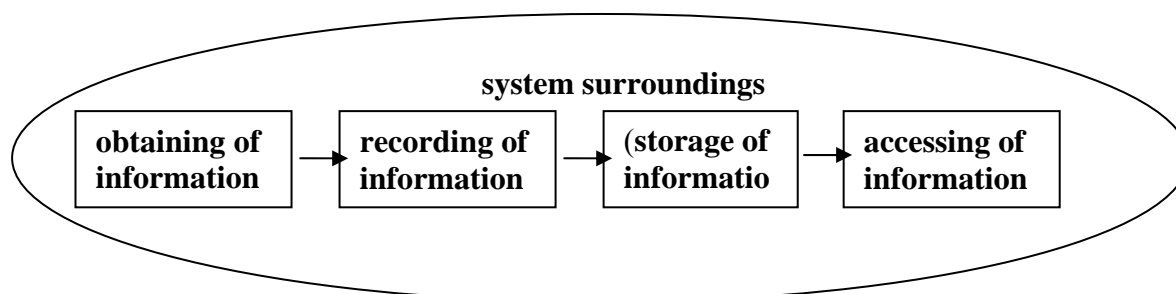 system surroundings
obtaining of
information
recording of
information
(storage of
informatio
accessing of
information